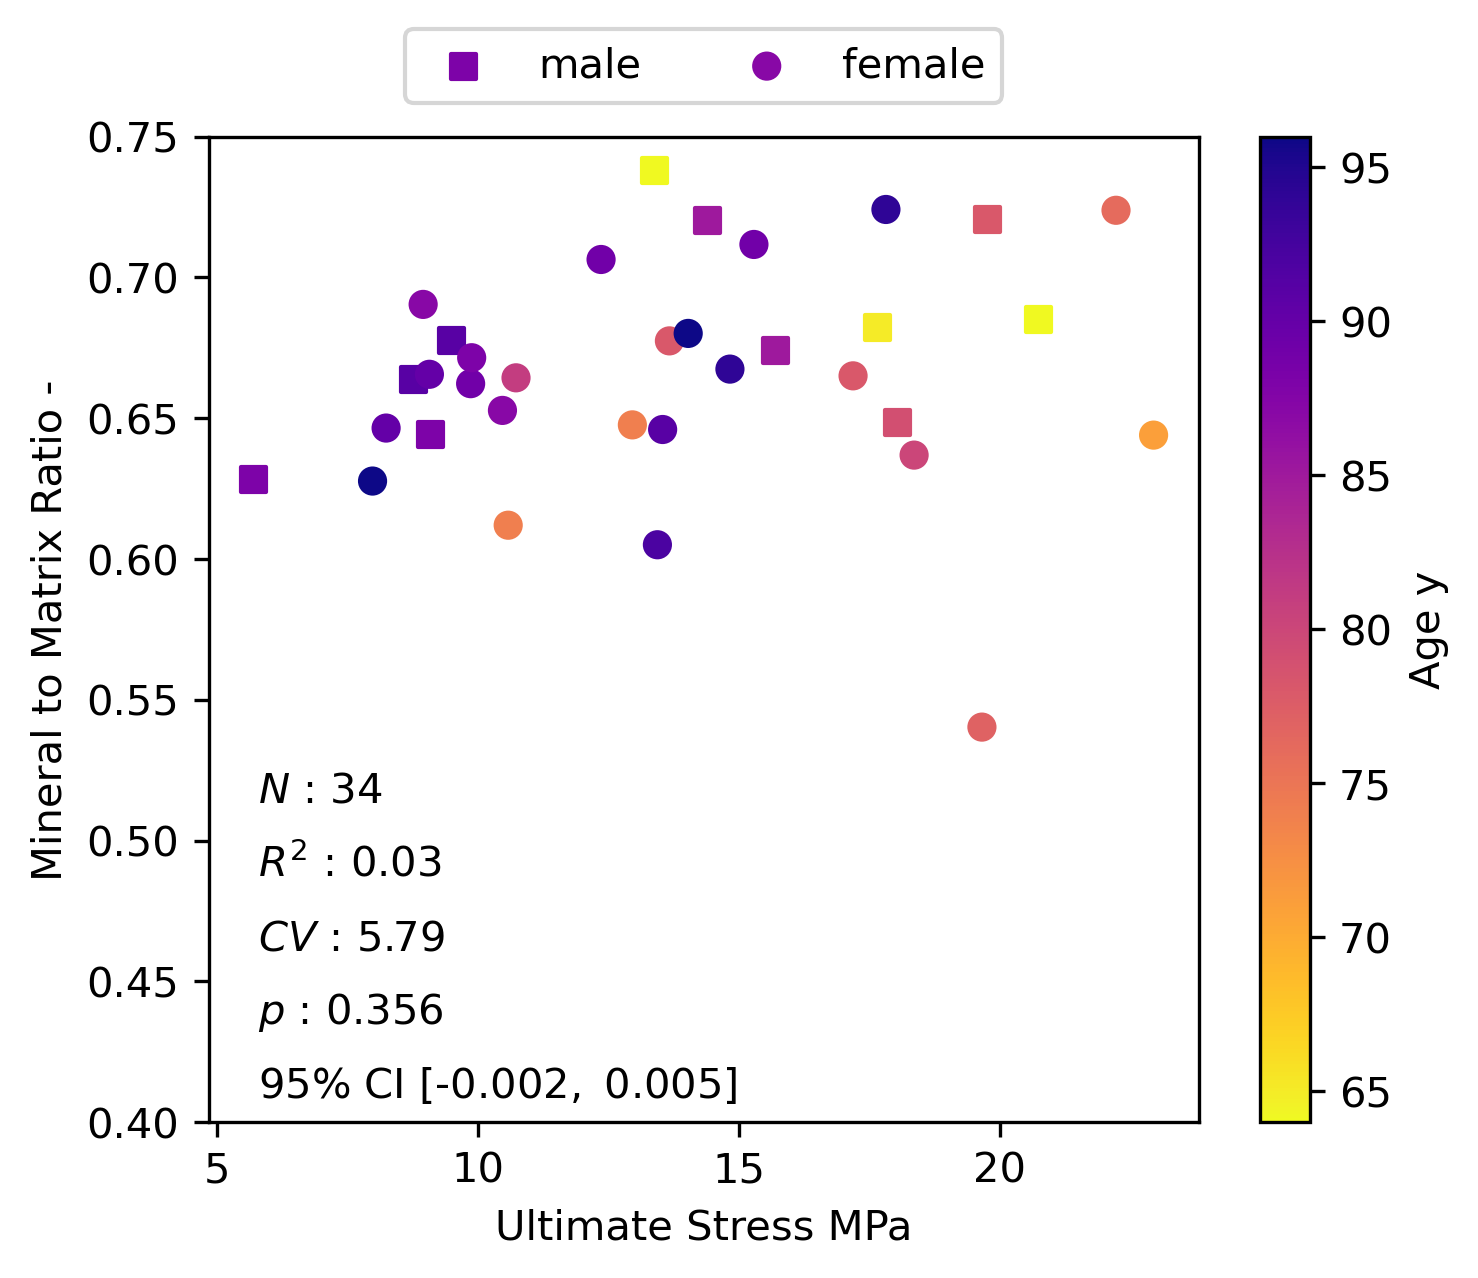 male female
0.75
0.70
0.65
0.60
0.55
0.50
0.45
0.40
Mineral to Matrix Ratio -
N : 34
R² : 0.03
CV : 5.79
p : 0.356
95% CI [-0.002, 0.005]
5 10 15 20
Ultimate Stress MPa
95
90
85
80
75
70
65
Age y